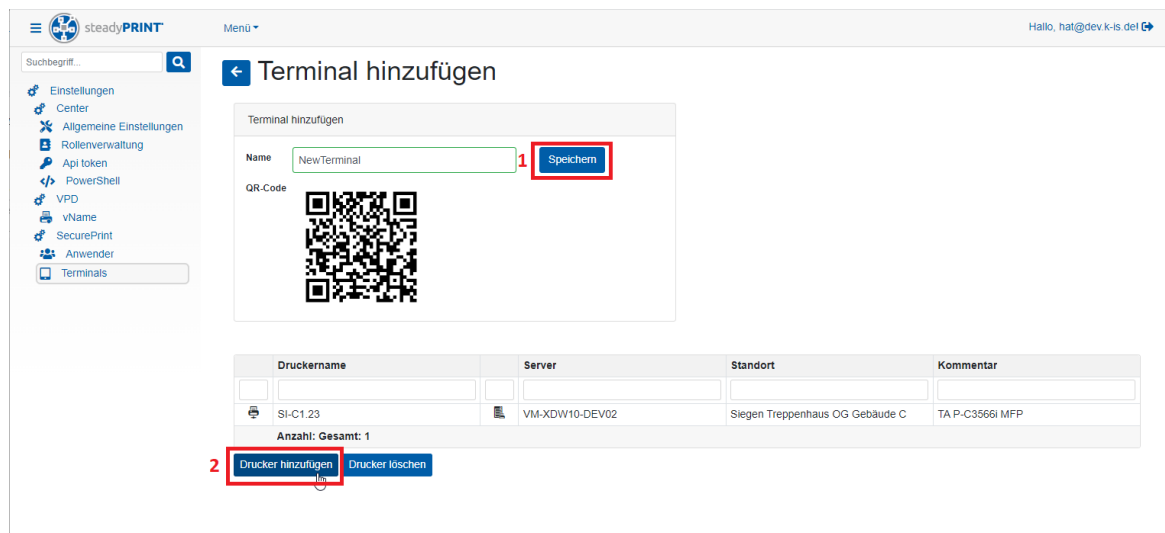 steadyPRINT
Menü
Hallo, hat@dev.k-is.de!
Suchbegriff...
Einstellungen
Center
Allgemeine Einstellungen
Rollenverwaltung
Api token
PowerShell
VPD
vName
SecurePrint
Anwender
Terminals
Terminal hinzufügen
Terminal hinzufügen
Name NewTerminal 1 Speichern
QR-Code
Druckername Server Standort Kommentar
SI-C1.23 VM-XDW10-DEV02 Siegen Treppenhaus OG Gebäude C TA P-C3566i MFP
Anzahl: Gesamt: 1
2 Drucker hinzufügen Drucker löschen